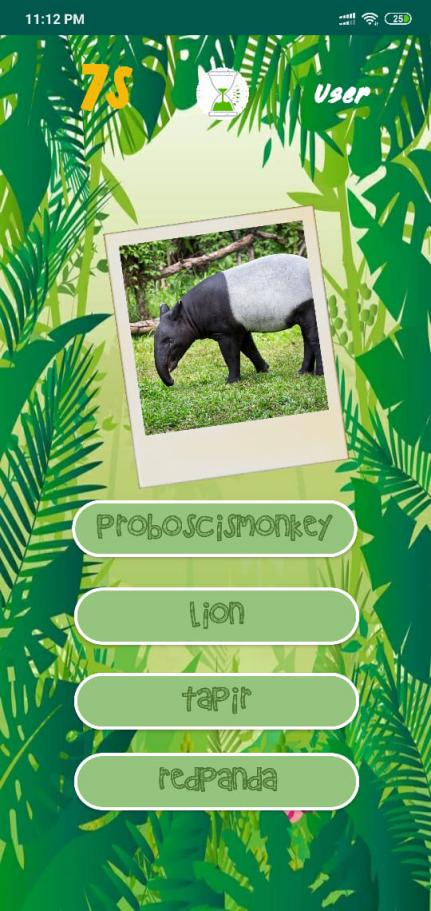 11:12 PM
25
7S
User
Proboscismonkey
Lion
tapir
redpanda